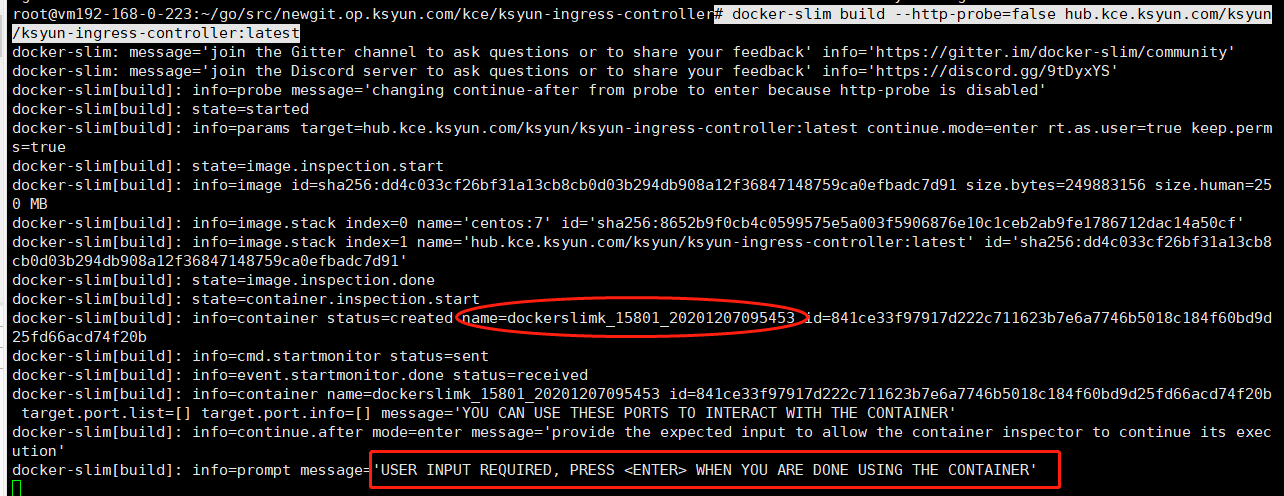 root@vm192-168-0-223:~/go/src/newgit.op.ksyun.com/kce/ksyun-ingress-controller# docker-slim build --http-probe=false hub.kce.ksyun.com/ksyun
/ksyun-ingress-controller:latest
docker-slim: message='join the Gitter channel to ask questions or to share your feedback' info='https://gitter.im/docker-slim/community'
docker-slim: message='join the Discord server to ask questions or to share your feedback' info='https://discord.gg/9tDyxYS'
docker-slim[build]: info=probe message='changing continue-after from probe to enter because http-probe is disabled'
docker-slim[build]: state=started
docker-slim[build]: info=params target=hub.kce.ksyun.com/ksyun/ksyun-ingress-controller:latest continue.mode=enter rt.as.user=true keep.perm
s=true
docker-slim[build]: state=image.inspection.start
docker-slim[build]: info=image id=sha256:dd4c033cf26bf31a13cb8cb0d03b294db908a12f36847148759ca0efbadc7d91 size.bytes=249883156 size.human=25
0 MB
docker-slim[build]: info=image.stack index=0 name='centos:7' id='sha256:8652b9f0cb4c0599575e5a003f5906876e10c1ceb2ab9fe1786712dac14a50cf'
docker-slim[build]: info=image.stack index=1 name='hub.kce.ksyun.com/ksyun/ksyun-ingress-controller:latest' id='sha256:dd4c033cf26bf31a13cb8
cb0d03b294db908a12f36847148759ca0efbadc7d91'
docker-slim[build]: state=image.inspection.done
docker-slim[build]: state=container.inspection.start
docker-slim[build]: info=container status=created name=dockerslimk_15801_20201207095453 id=841ce33f97917d222c711623b7e6a7746b5018c184f60bd9d
25fd66acd74f20b
docker-slim[build]: info=cmd.startmonitor status=sent
docker-slim[build]: info=event.startmonitor.done status=received
docker-slim[build]: info=container name=dockerslimk_15801_20201207095453 id=841ce33f97917d222c711623b7e6a7746b5018c184f60bd9d25fd66acd74f20b
 target.port.list=[] target.port.info=[] message='YOU CAN USE THESE PORTS TO INTERACT WITH THE CONTAINER'
docker-slim[build]: info=continue.after mode=enter message='provide the expected input to allow the container inspector to continue its exec
ution'
docker-slim[build]: info=prompt message='USER INPUT REQUIRED, PRESS <ENTER> WHEN YOU ARE DONE USING THE CONTAINER'